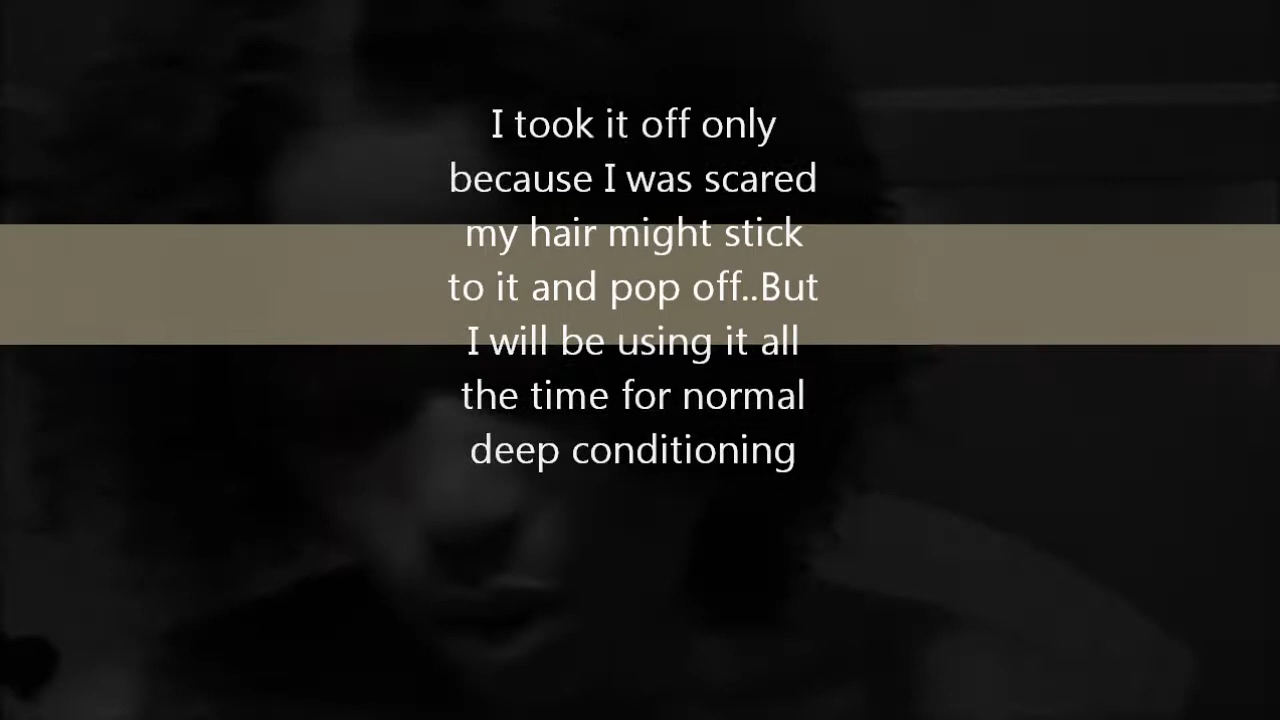 I took it off only
because I was scared
my hair might stick
to it and pop off..But
I will be using it all
the time for normal
deep conditioning